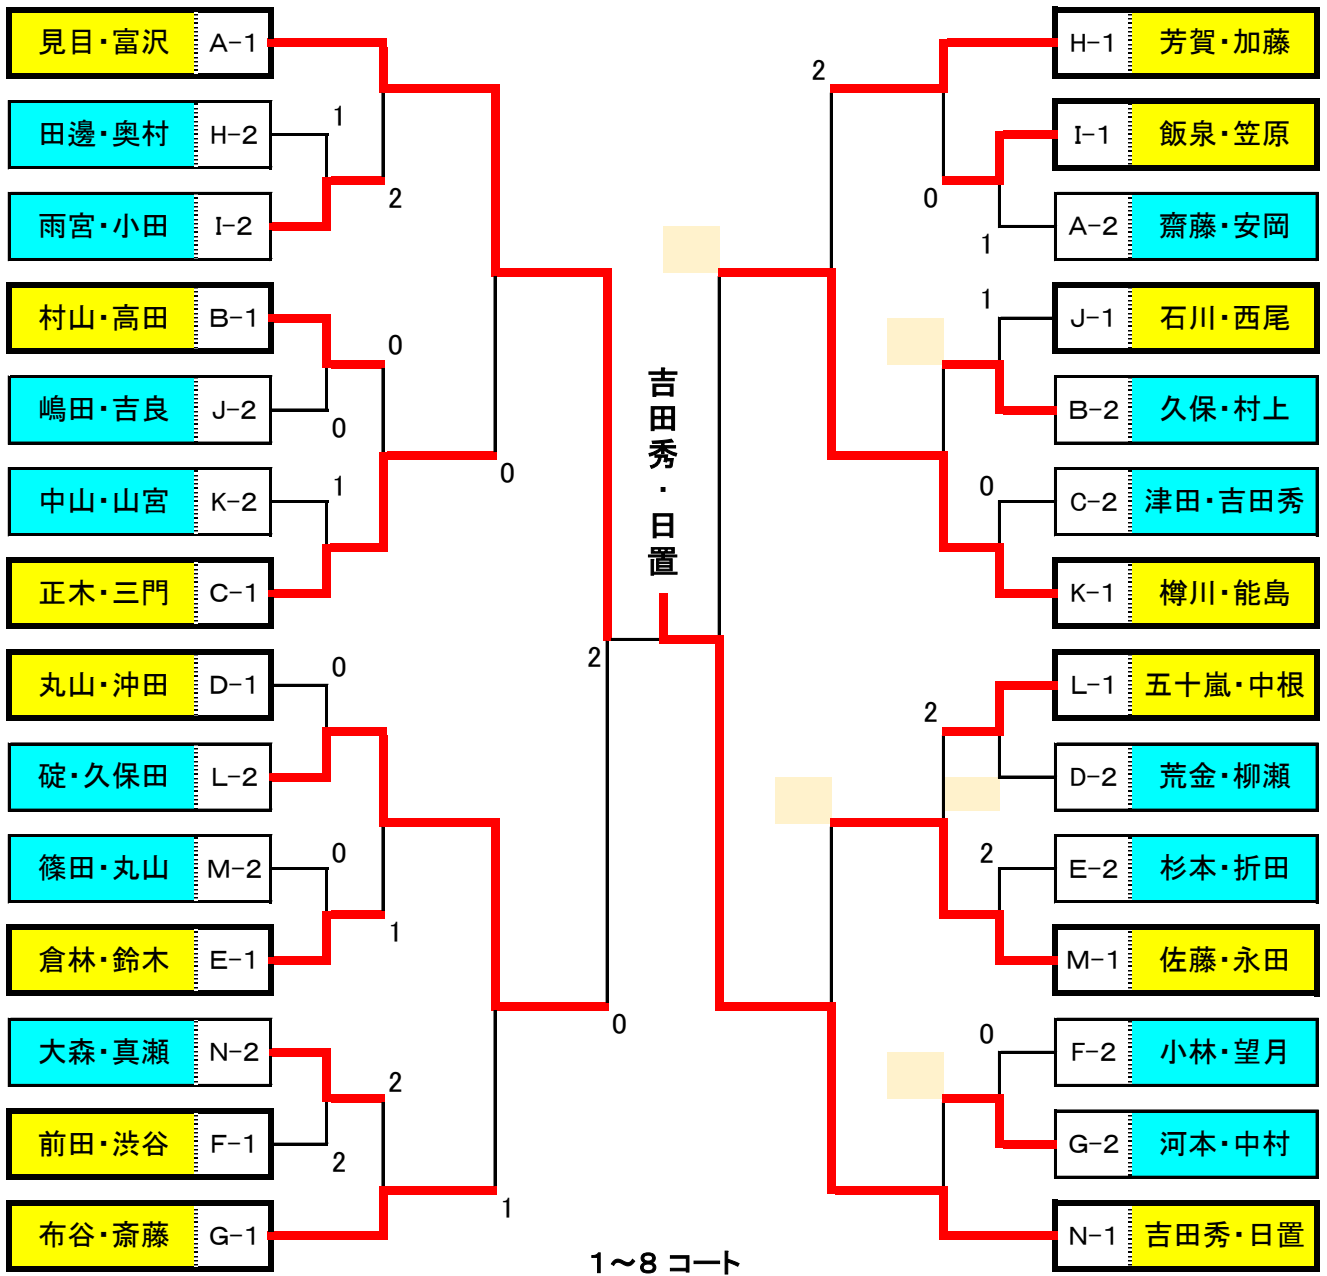 見目・富沢 A-1
1
田邊・奥村 H-2
2
雨宮・小田 I-2
村山・高田 B-1
0
嶋田・吉良 J-2
0
0
中山・山宮 K-2
1
正木・三門 C-1
丸山・沖田 D-1
0
2
碇・久保田 L-2
篠田・丸山 M-2
0
倉林・鈴木 E-1
1
0
大森・真瀬 N-2
2
前田・渋谷 F-1
2
布谷・斎藤 G-1
1
吉田秀・日置
1～8 コート
H-1 芳賀・加藤
2
I-1 飯泉・笠原
0
A-2 齋藤・安岡
1
1
J-1 石川・西尾
B-2 久保・村上
0
C-2 津田・吉田秀
K-1 樽川・能島
L-1 五十嵐・中根
2
D-2 荒金・柳瀬
2
E-2 杉本・折田
M-1 佐藤・永田
0
F-2 小林・望月
G-2 河本・中村
N-1 吉田秀・日置